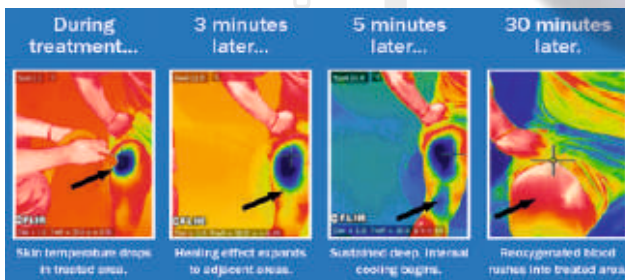 During
treatment...
3 minutes
later...
5 minutes
later...
30 minutes
later.
FLIR
FLIR
FLIR
Skin temperature drops
in treated area.
Healing effect expands
to adjacent areas.
Sustained deep, internal
cooling begins.
Reoxygenated blood
rushes into treated area.